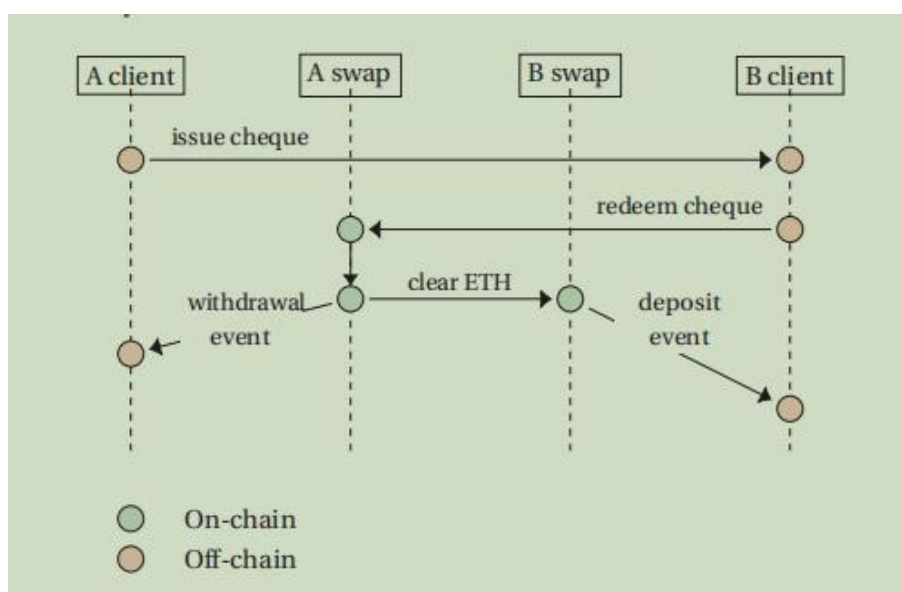 A client
A swap
B swap
B client
issue cheque
redeem cheque
clear ETH
withdrawal
event
deposit
event
On-chain
Off-chain